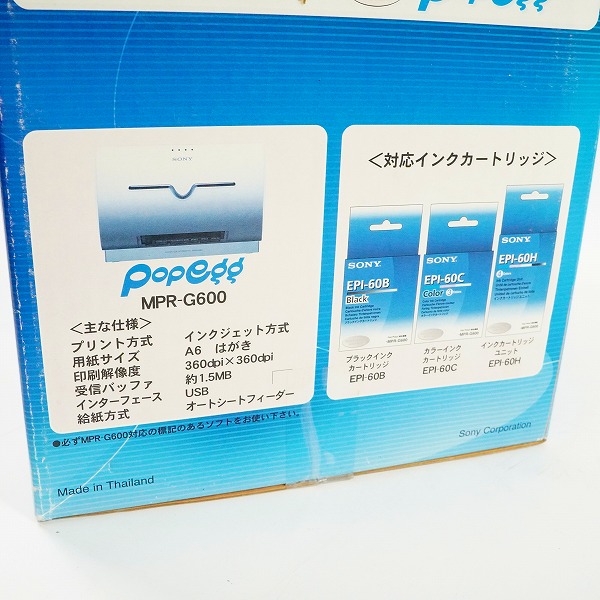 popegg
SONY
popegg
MPR-G600
＜主な仕様＞
プリント方式 インクジェット方式
用紙サイズ A6 はがき
印刷解像度 360dpi×360dpi
受信バッファ 約1.5MB
インターフェース USB
給紙方式 オートシートフィーダー
●必ずMPR-G600対応の標記のあるソフトをお使い下さい。
Made in Thailand
＜対応インクカートリッジ＞
SONY
EPI-60B
Black
ブラックインク
カートリッジ
EPI-60B
SONY
EPI-60C
Color
カラーインク
カートリッジ
EPI-60C
SONY
EPI-60H
インクカートリッジ
ユニット
EPI-60H
Sony Corporation